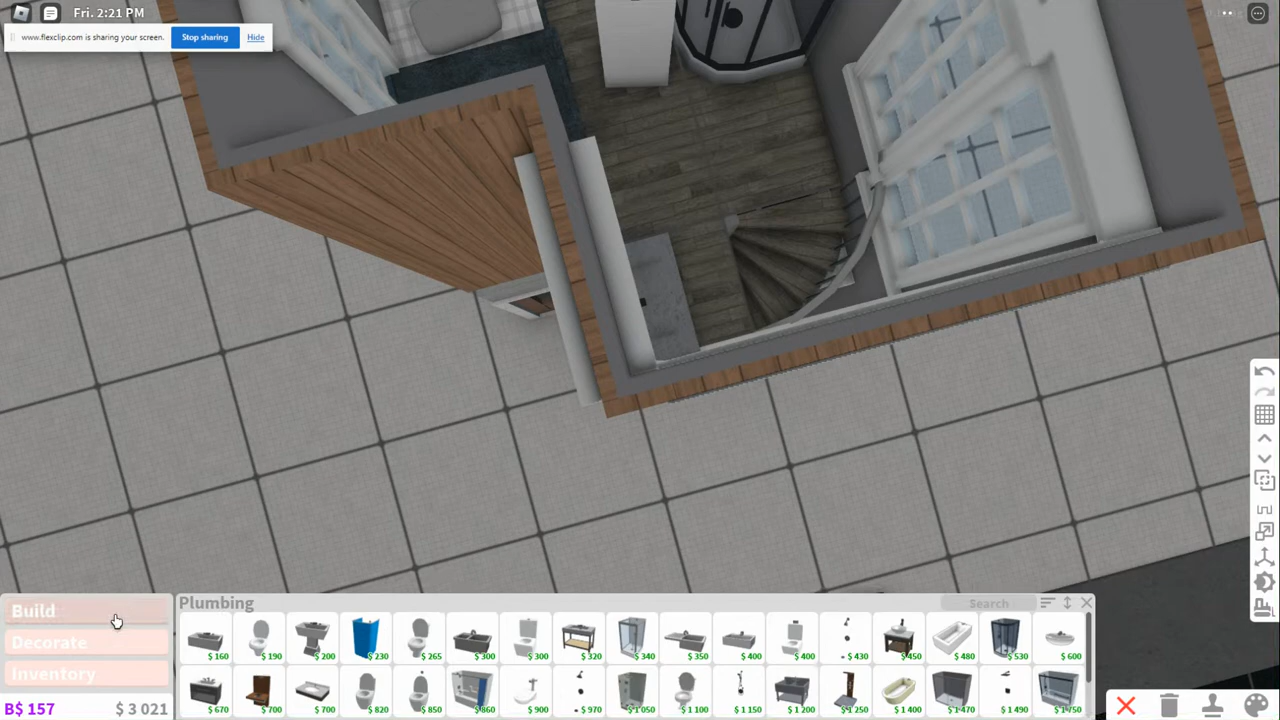 Fri. 2:21 PM
www.flexclip.com is sharing your screen. Stop sharing Hide
Build
Decorate
Inventory
B$ 157 $ 3 021
Plumbing Search
$ 160 $ 190 $ 200 $ 230 $ 265 $ 300 $ 300 $ 320 $ 340 $ 350 $ 400 $ 400 $ 430 $ 450 $ 480 $ 530 $ 600
$ 670 $ 700 $ 700 $ 820 $ 850 $ 860 $ 900 $ 970 $ 1 050 $ 1 100 $ 1 150 $ 1 200 $ 1 250 $ 1 400 $ 1 470 $ 1 490 $ 1 750